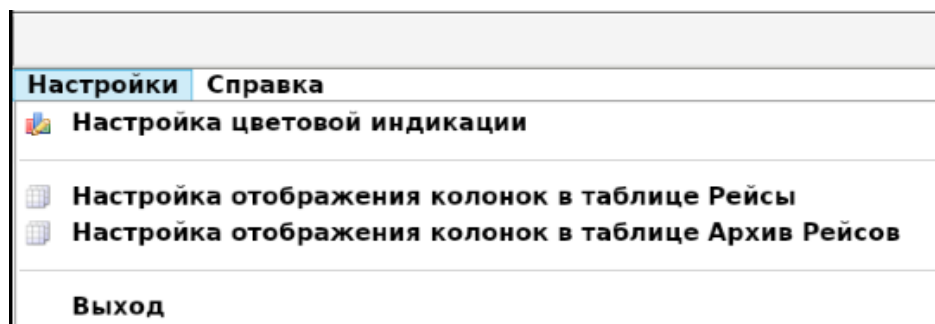 Настройки Справка
Настройка цветовой индикации
Настройка отображения колонок в таблице Рейсы
Настройка отображения колонок в таблице Архив Рейсов
Выход